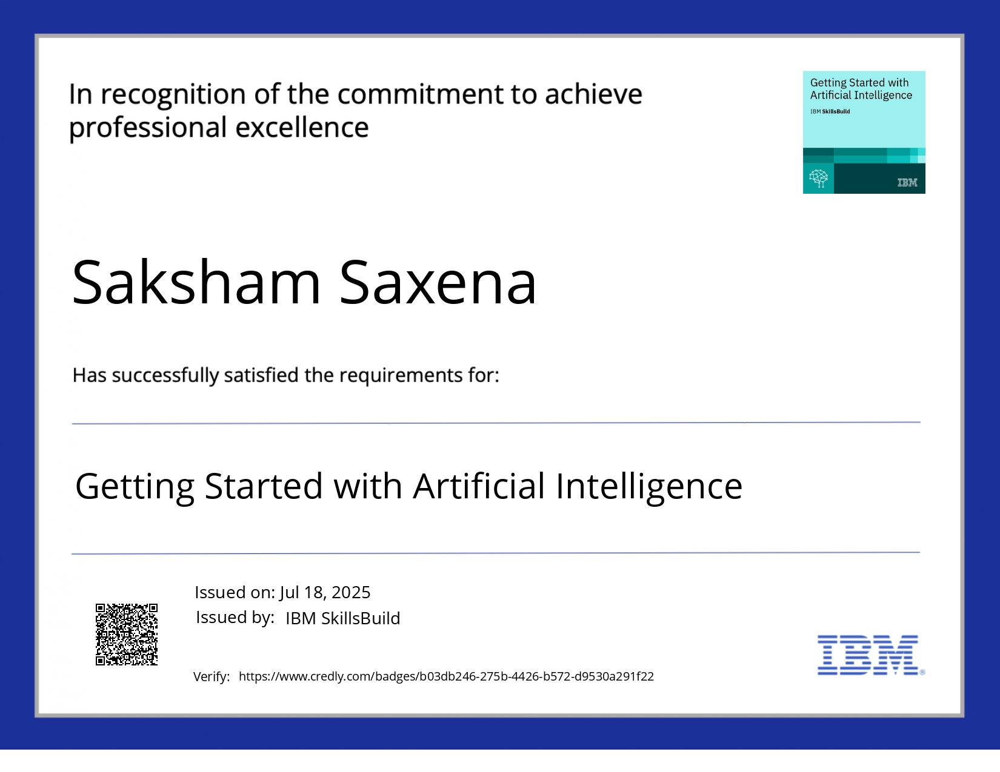 In recognition of the commitment to achieve
professional excellence
Getting Started with
Artificial Intelligence
IBM SkillsBuild
IBM
Saksham Saxena
Has successfully satisfied the requirements for:
Getting Started with Artificial Intelligence
Issued on: Jul 18, 2025
Issued by: IBM SkillsBuild
Verify: https://www.credly.com/badges/b03db246-275b-4426-b572-d9530a291f22
IBM®